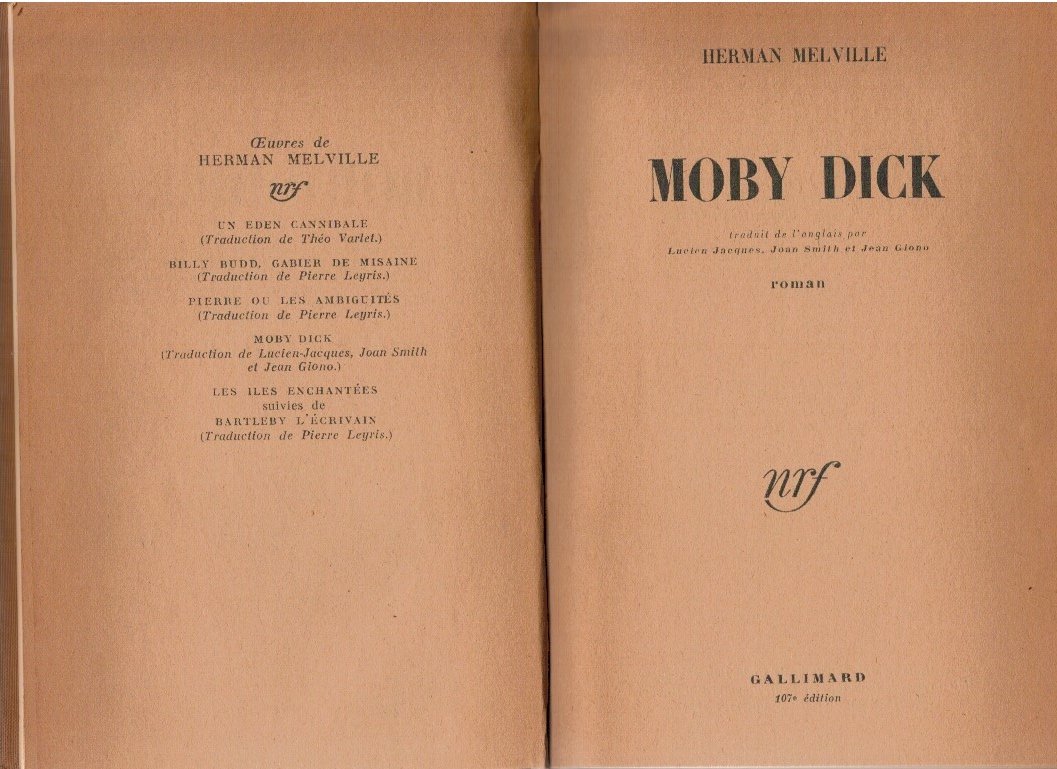 Œuvres de
HERMAN MELVILLE
nrf
UN EDEN CANNIBALE
(Traduction de Théo Varlet.)
BILLY BUDD, GABIER DE MISAINE
(Traduction de Pierre Leyris.)
PIERRE OU LES AMBIGUITÉS
(Traduction de Pierre Leyris.)
MOBY DICK
(Traduction de Lucien-Jacques, Joan Smith
et Jean Giono.)
LES ILES ENCHANTÉES
suivies de
BARTLEBY L'ÉCRIVAIN
(Traduction de Pierre Leyris.)
HERMAN MELVILLE
MOBY DICK
traduit de l'anglais par
Lucien Jacques, Joan Smith et Jean Giono
roman
nrf
GALLIMARD
107e édition